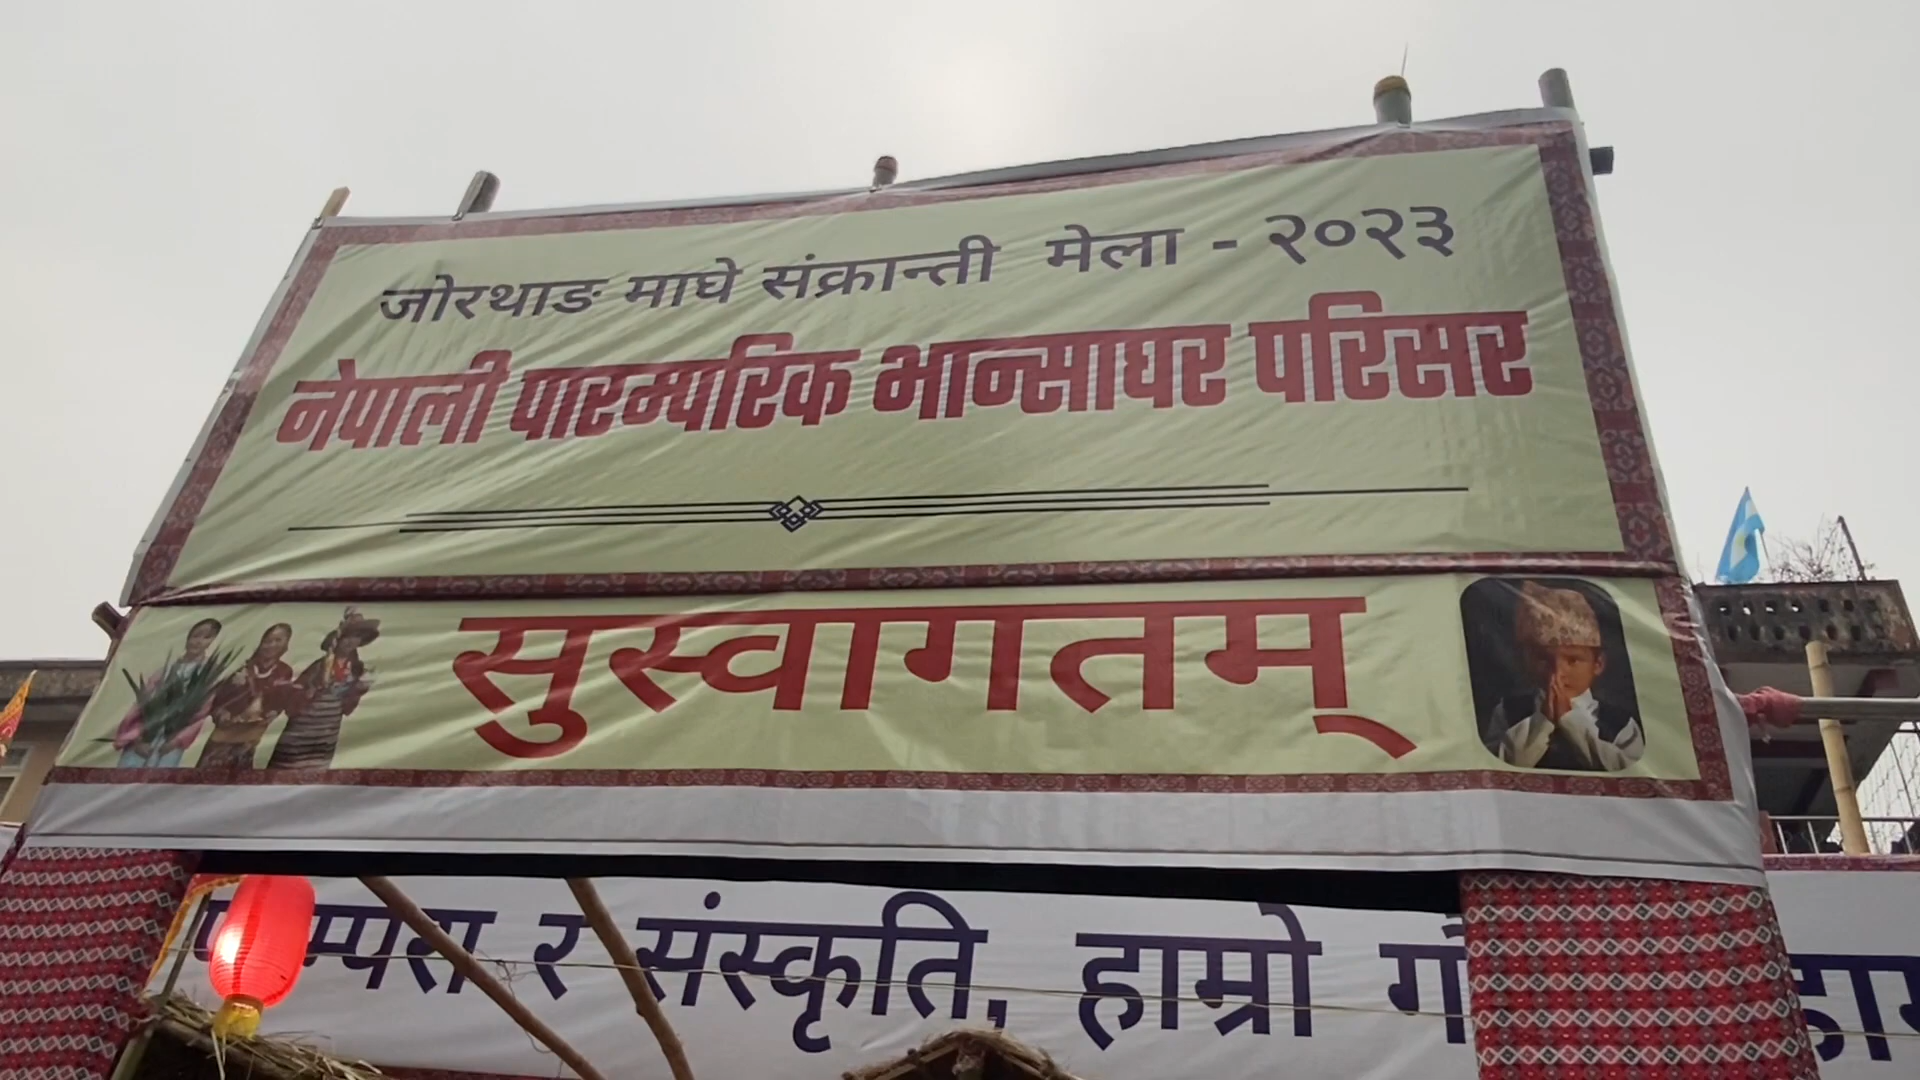 जोरथाङ माघे संक्रान्ती मेला - २०२३
नेपाली पारम्परिक भान्साघर परिसर
सुस्वागतम्
र संस्कृति, हाम्रो